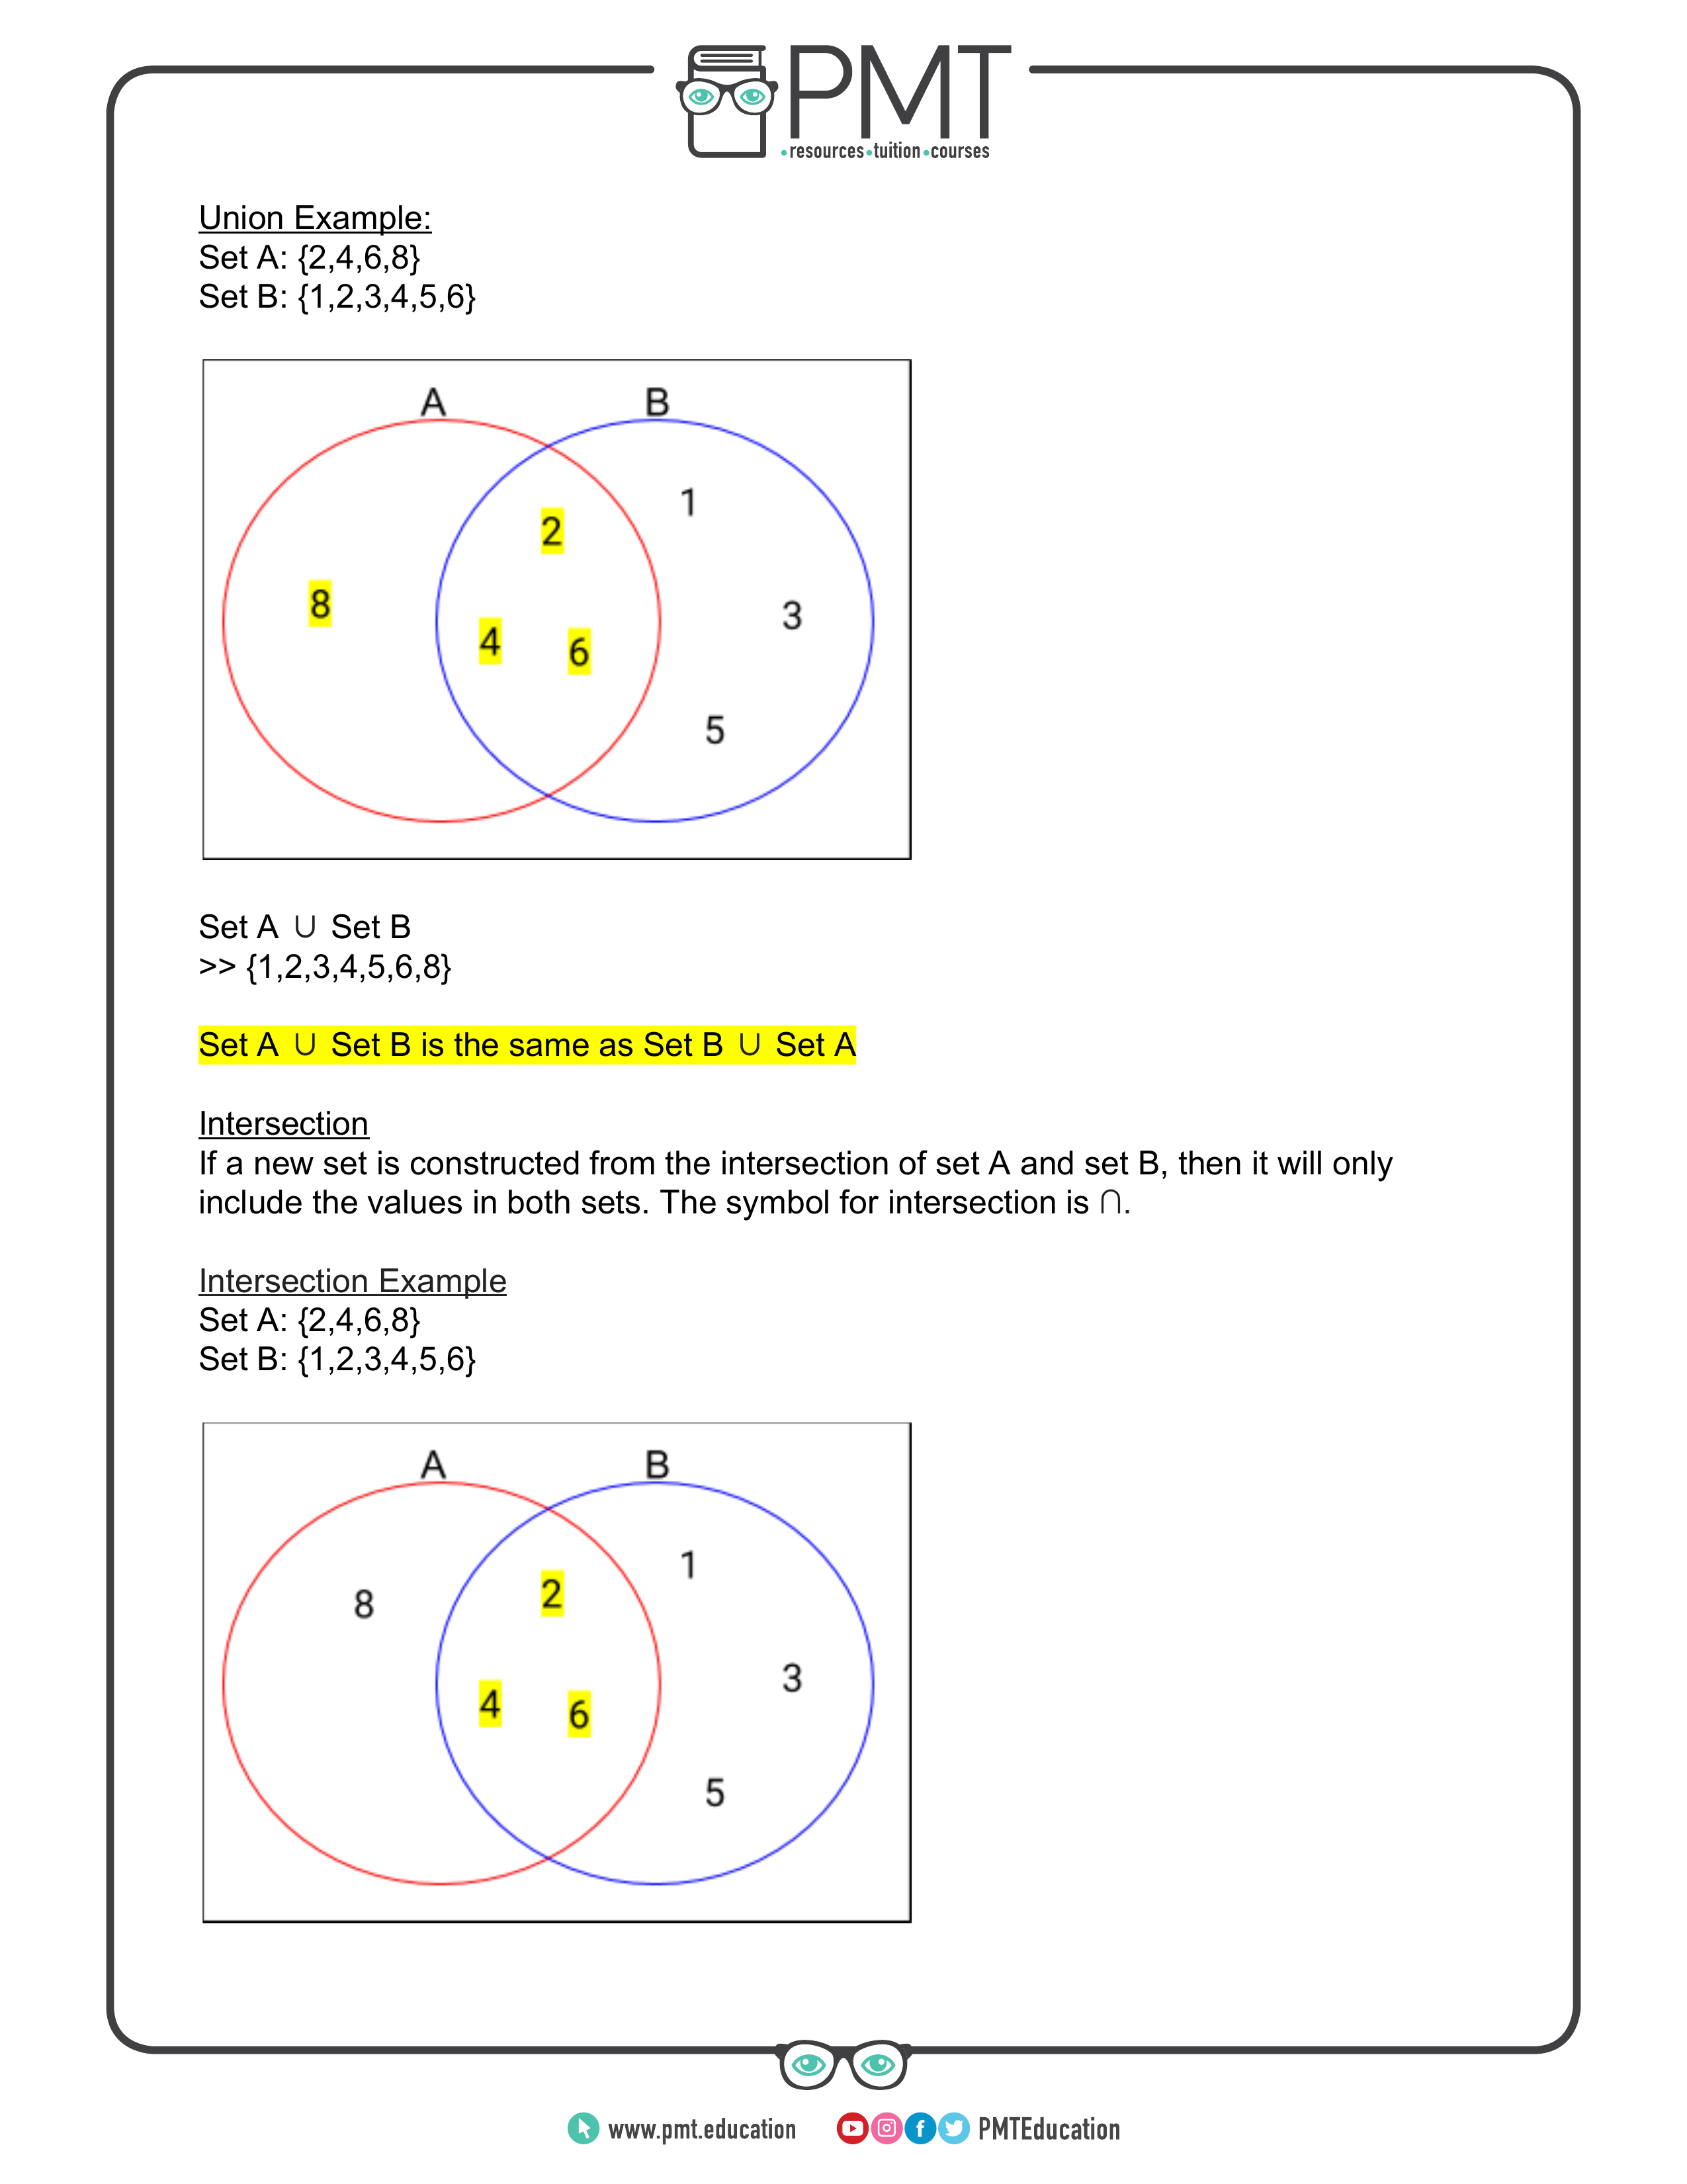 PMT
resources tuition courses
Union Example:
Set A: {2,4,6,8}
Set B: {1,2,3,4,5,6}
A B
1
2
8
3
4
6
5
Set A ∪ Set B
>> {1,2,3,4,5,6,8}
Set A ∪ Set B is the same as Set B ∪ Set A
Intersection
If a new set is constructed from the intersection of set A and set B, then it will only
include the values in both sets. The symbol for intersection is ∩.
Intersection Example
Set A: {2,4,6,8}
Set B: {1,2,3,4,5,6}
A B
1
2
8
3
4
6
5
www.pmt.education PMTEducation